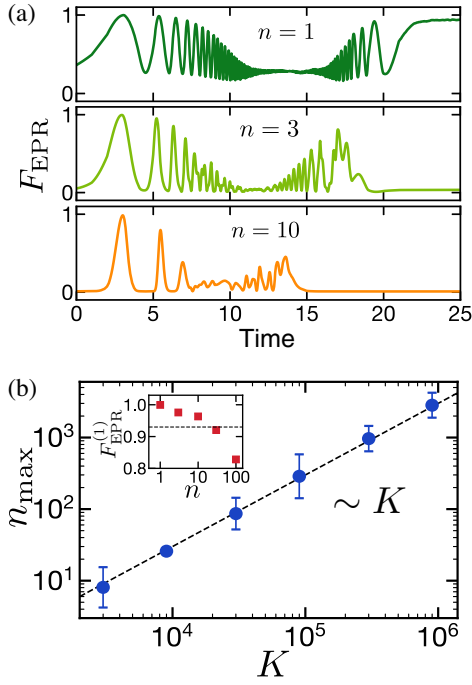 (a)
1
n = 1
0
1
n = 3
F_EPR
0
1
n = 10
0
0 5 10 15 20 25
Time
(b)
1.0
0.9
0.8
F_EPR^(1)
1 10 100
n
10^3
10^2
10^1
n_max
~ K
10^4 10^5 10^6
K